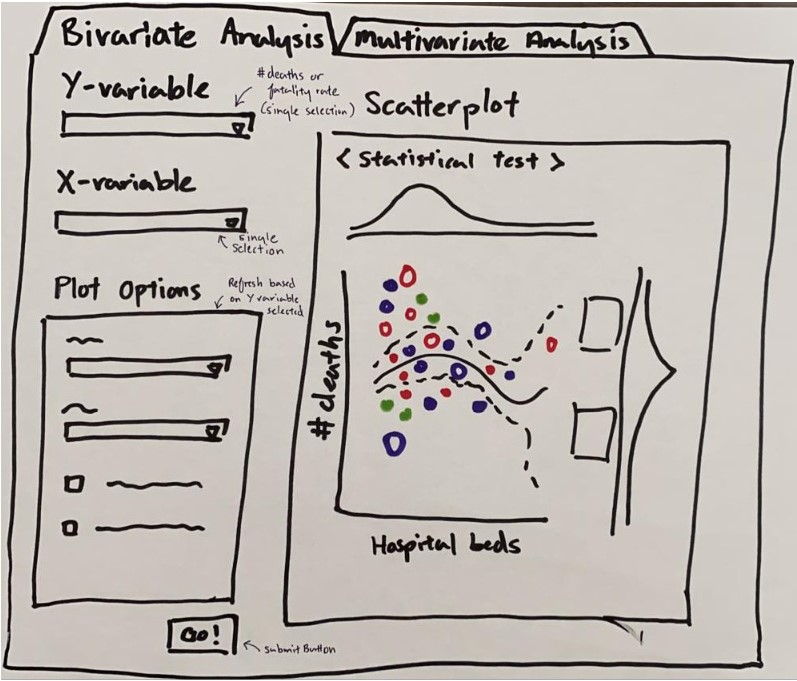 Bivariate Analysis
Multivariate Analysis
Y-variable
#deaths or
fatality rate
(single selection)
X-variable
single
selection
Plot Options
Refresh based
on Y variable
selected
Go!
submit Button
Scatterplot
< Statistical test >
#deaths
Hospital beds